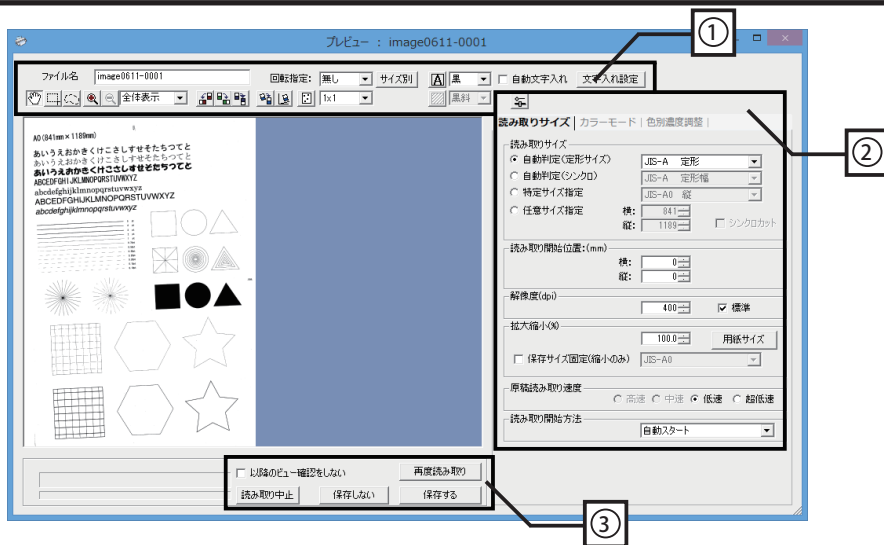 ①
プレビュー : image0611-0001
ファイル名 image0611-0001 回転指定: 無し サイズ別 A 黒 自動文字入れ 文字入れ設定
全体表示 1x1 黒斜
②
読み取りサイズ カラーモード 色別濃度調整
A0 (841mm×1189mm)
あいうえおかきくけこさしすせそたちつてと
あいうえおかきくけこさしすせそたちつてと
あいうえおかきくけこさしすせそたちつてと
ABCEDFGHIJKLMNOPQRSTUVWXYZ
abcdefghijklmnopqrstuvwxyz
ABCEDFGHIJKLMNOPQRSTUVWXYZ
abcdefghijklmnopqrstuvwxyz
読み取りサイズ
自動判定(定形サイズ) JIS-A 定形
自動判定(シンクロ) JIS-A 定形幅
特定サイズ指定 JIS-A0 縦
任意サイズ指定 横: 841
縦: 1189 シンクロカット
読み取り開始位置:(mm)
横: 0
縦: 0
解像度(dpi)
400 標準
拡大縮小(%)
100.0 用紙サイズ
保存サイズ固定(縮小のみ) JIS-A0
原稿読み取り速度
高速 中速 低速 超低速
読み取り開始方法
自動スタート
以降のビュー確認をしない 再度読み取り
読み取り中止 保存しない 保存する
③